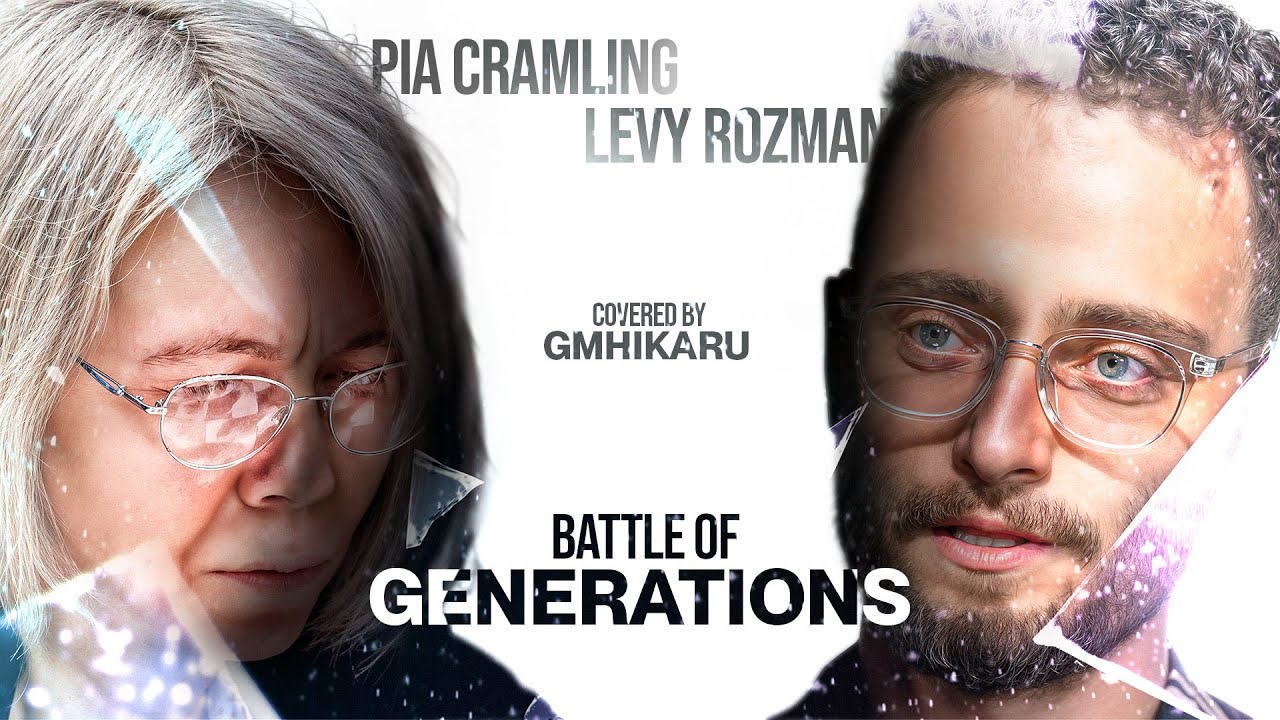 PIA CRAMLING
LEVY ROZMAN
COVERED BY
GMHIKARU
BATTLE OF
GENERATIONS